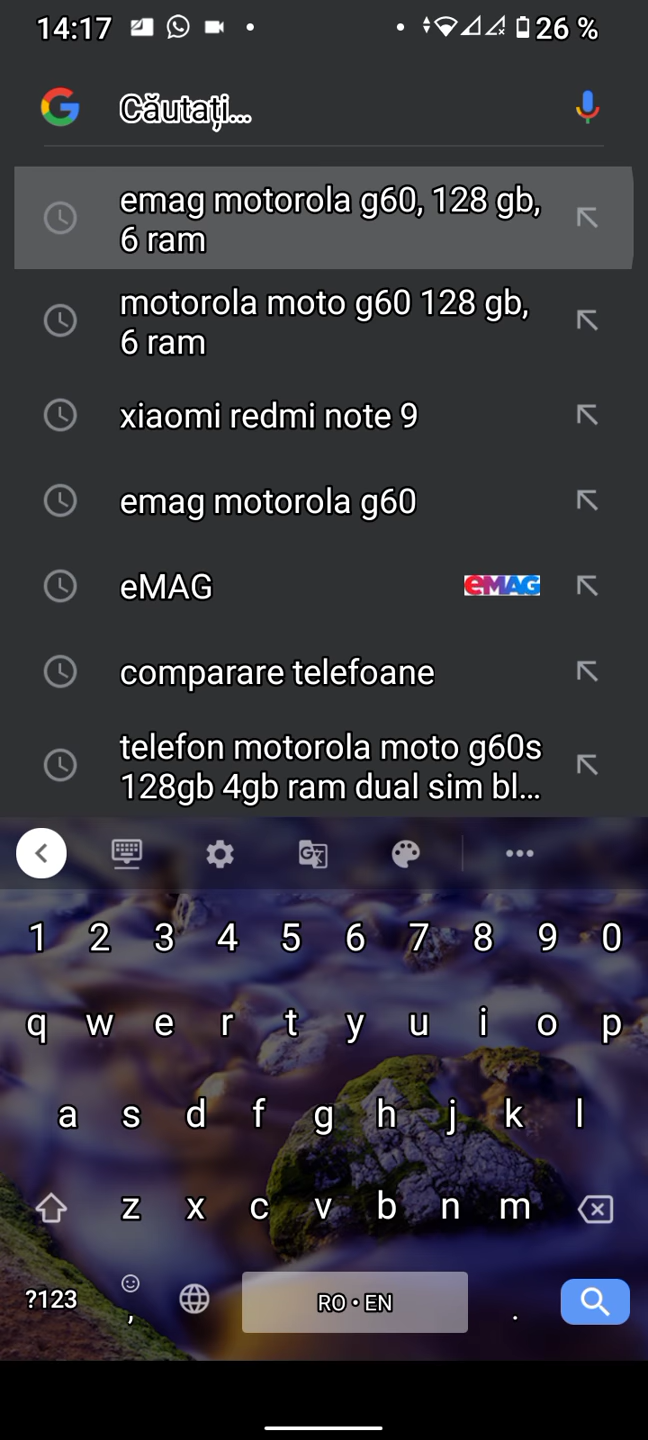 14:17 26 %
Căutați...
emag motorola g60, 128 gb,
6 ram
motorola moto g60 128 gb,
6 ram
xiaomi redmi note 9
emag motorola g60
eMAG eMAG
comparare telefoane
telefon motorola moto g60s
128gb 4gb ram dual sim bl...
1 2 3 4 5 6 7 8 9 0
q w e r t y u i o p
a s d f g h j k l
z x c v b n m
?123 , RO • EN .